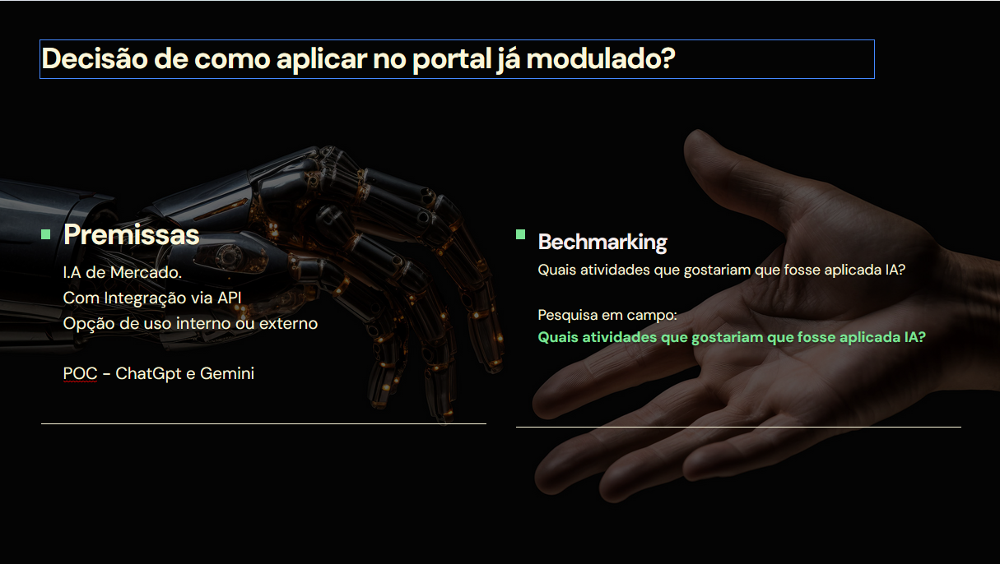 Decisão de como aplicar no portal já modulado?
Premissas
I.A de Mercado.
Com Integração via API
Opção de uso interno ou externo
POC – ChatGpt e Gemini
Bechmarking
Quais atividades que gostariam que fosse aplicada IA?
Pesquisa em campo:
Quais atividades que gostariam que fosse aplicada IA?